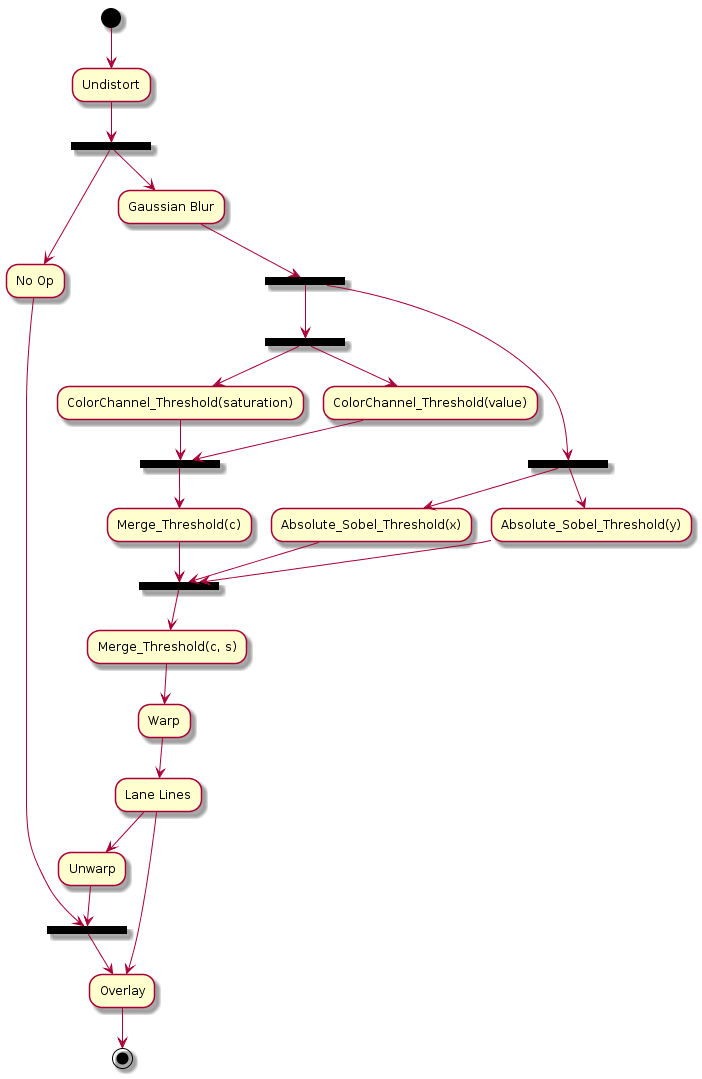 Undistort
Gaussian Blur
No Op
ColorChannel_Threshold(saturation)
ColorChannel_Threshold(value)
Merge_Threshold(c)
Absolute_Sobel_Threshold(x)
Absolute_Sobel_Threshold(y)
Merge_Threshold(c, s)
Warp
Lane Lines
Unwarp
Overlay